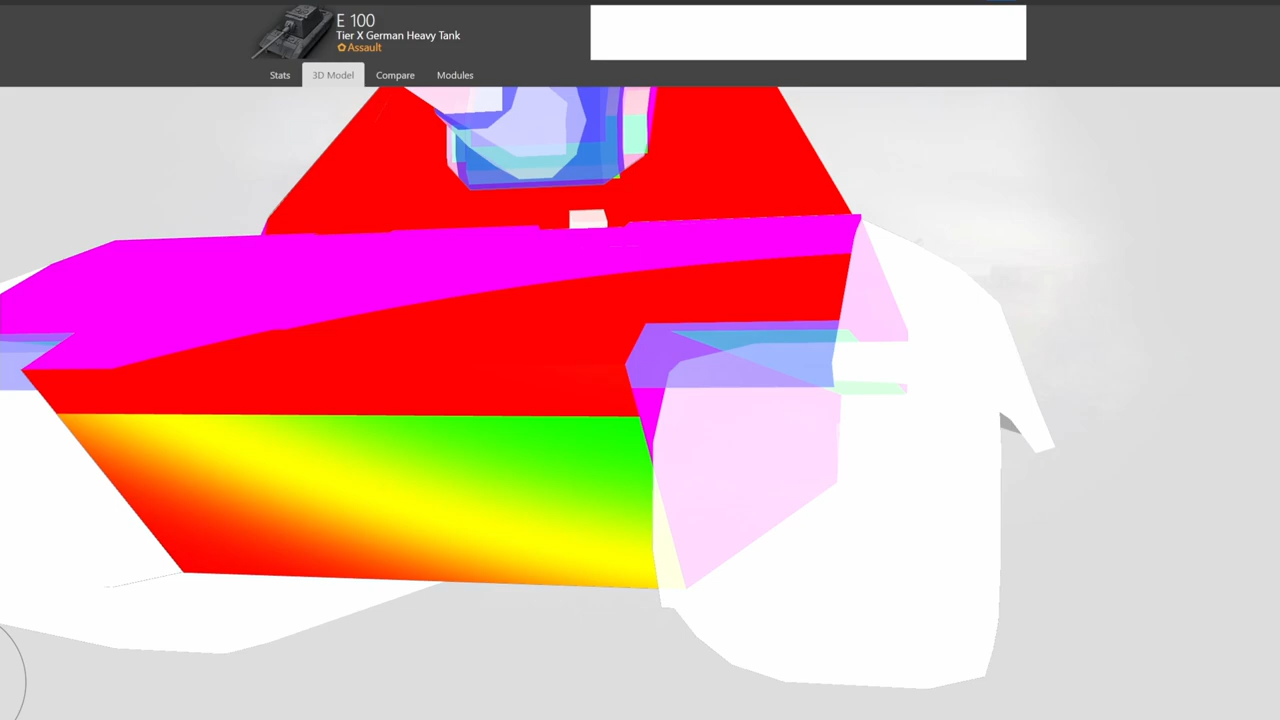 E 100
Tier X German Heavy Tank
Assault
Stats
3D Model
Compare
Modules